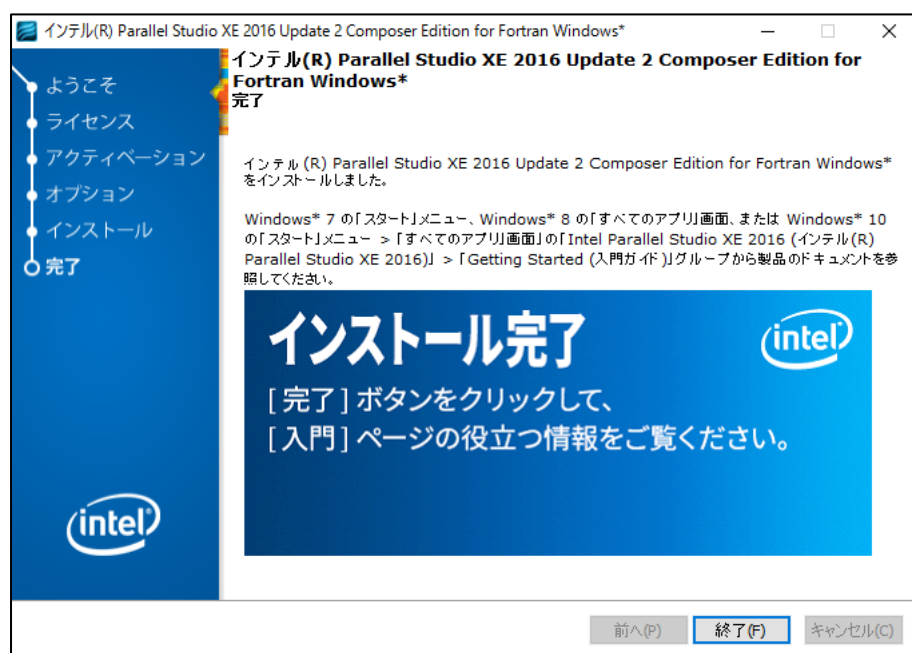 インテル(R) Parallel Studio XE 2016 Update 2 Composer Edition for Fortran Windows*
インテル(R) Parallel Studio XE 2016 Update 2 Composer Edition for
Fortran Windows*
完了
ようこそ
ライセンス
アクティベーション
オプション
インストール
完了
インテル (R) Parallel Studio XE 2016 Update 2 Composer Edition for Fortran Windows*
をインストールしました。
Windows* 7 の「スタート」メニュー、Windows* 8 の「すべてのアプリ」画面、または Windows* 10
の「スタート」メニュー > 「すべてのアプリ」画面」の「Intel Parallel Studio XE 2016 (インテル(R)
Parallel Studio XE 2016)」 > 「Getting Started (入門ガイド)」グループから製品のドキュメントを参
照してください。
インストール完了
intel
[ 完了 ] ボタンをクリックして、
[ 入門 ] ページの役立つ情報をご覧ください。
intel
前へ(P)
終了(F)
キャンセル(C)